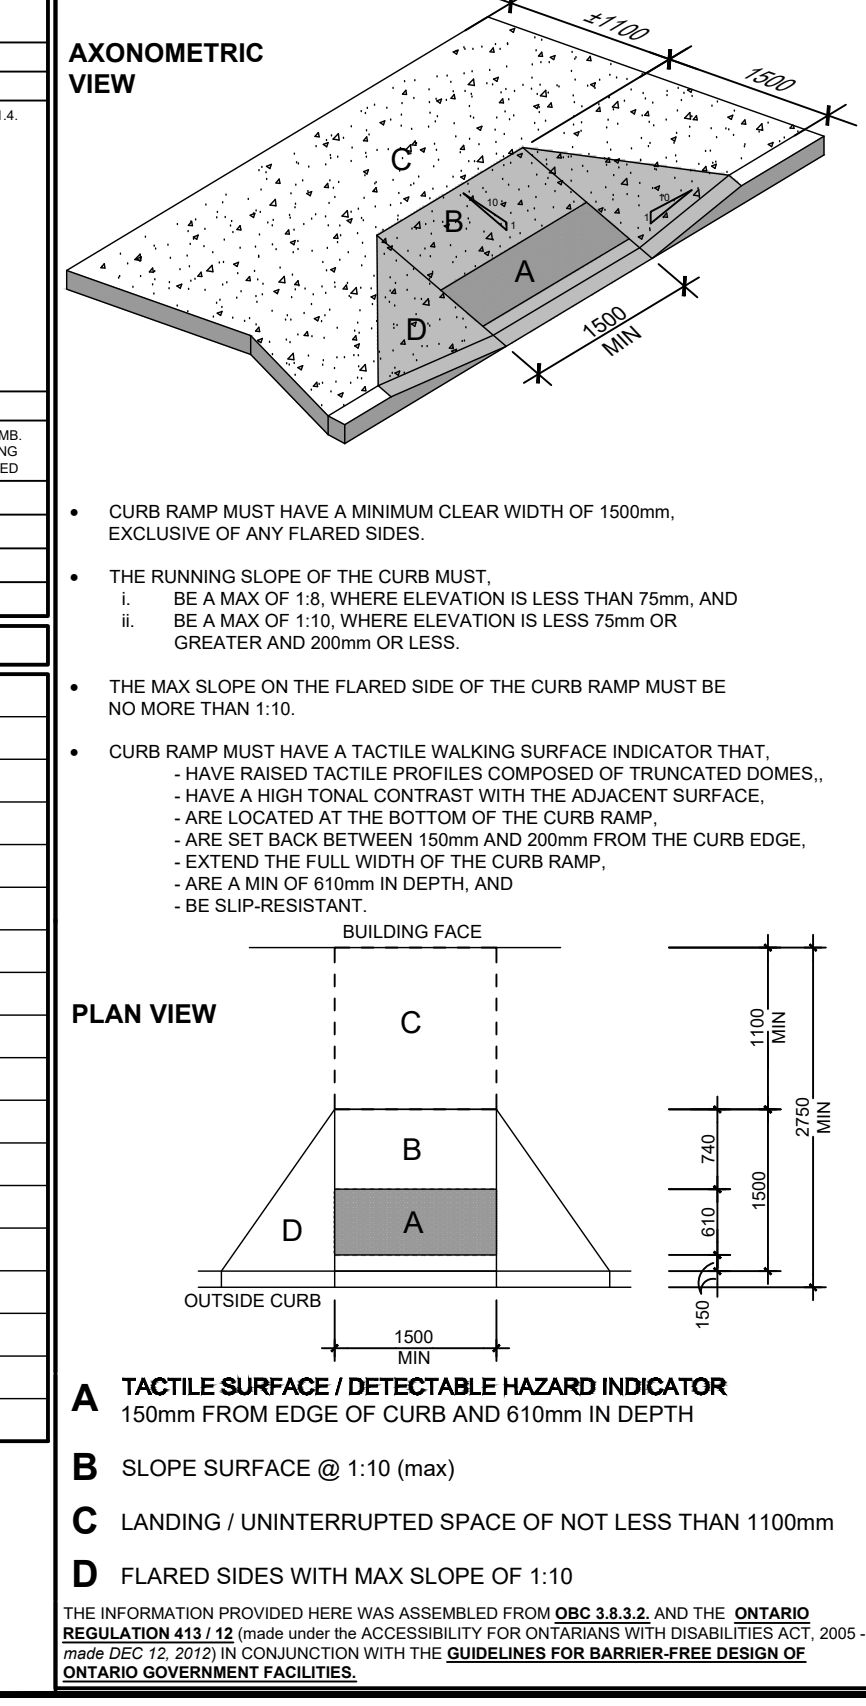 1.4.
MB.
NG
ED
AXONOMETRIC
VIEW
±1100
1500
C
B
10
1
10
1
A
D
1500
MIN
• CURB RAMP MUST HAVE A MINIMUM CLEAR WIDTH OF 1500mm,
EXCLUSIVE OF ANY FLARED SIDES.
• THE RUNNING SLOPE OF THE CURB MUST,
i. BE A MAX OF 1:8, WHERE ELEVATION IS LESS THAN 75mm, AND
ii. BE A MAX OF 1:10, WHERE ELEVATION IS LESS 75mm OR
GREATER AND 200mm OR LESS.
• THE MAX SLOPE ON THE FLARED SIDE OF THE CURB RAMP MUST BE
NO MORE THAN 1:10.
• CURB RAMP MUST HAVE A TACTILE WALKING SURFACE INDICATOR THAT,
- HAVE RAISED TACTILE PROFILES COMPOSED OF TRUNCATED DOMES,,
- HAVE A HIGH TONAL CONTRAST WITH THE ADJACENT SURFACE,
- ARE LOCATED AT THE BOTTOM OF THE CURB RAMP,
- ARE SET BACK BETWEEN 150mm AND 200mm FROM THE CURB EDGE,
- EXTEND THE FULL WIDTH OF THE CURB RAMP,
- ARE A MIN OF 610mm IN DEPTH, AND
- BE SLIP-RESISTANT.
BUILDING FACE
PLAN VIEW
C
B
A
D
1100
MIN
2750
MIN
740
1500
610
150
OUTSIDE CURB
1500
MIN
A TACTILE SURFACE / DETECTABLE HAZARD INDICATOR
150mm FROM EDGE OF CURB AND 610mm IN DEPTH
B SLOPE SURFACE @ 1:10 (max)
C LANDING / UNINTERRUPTED SPACE OF NOT LESS THAN 1100mm
D FLARED SIDES WITH MAX SLOPE OF 1:10
THE INFORMATION PROVIDED HERE WAS ASSEMBLED FROM OBC 3.8.3.2. AND THE ONTARIO
REGULATION 413 / 12 (made under the ACCESSIBILITY FOR ONTARIANS WITH DISABILITIES ACT, 2005 -
made DEC 12, 2012) IN CONJUNCTION WITH THE GUIDELINES FOR BARRIER-FREE DESIGN OF
ONTARIO GOVERNMENT FACILITIES.